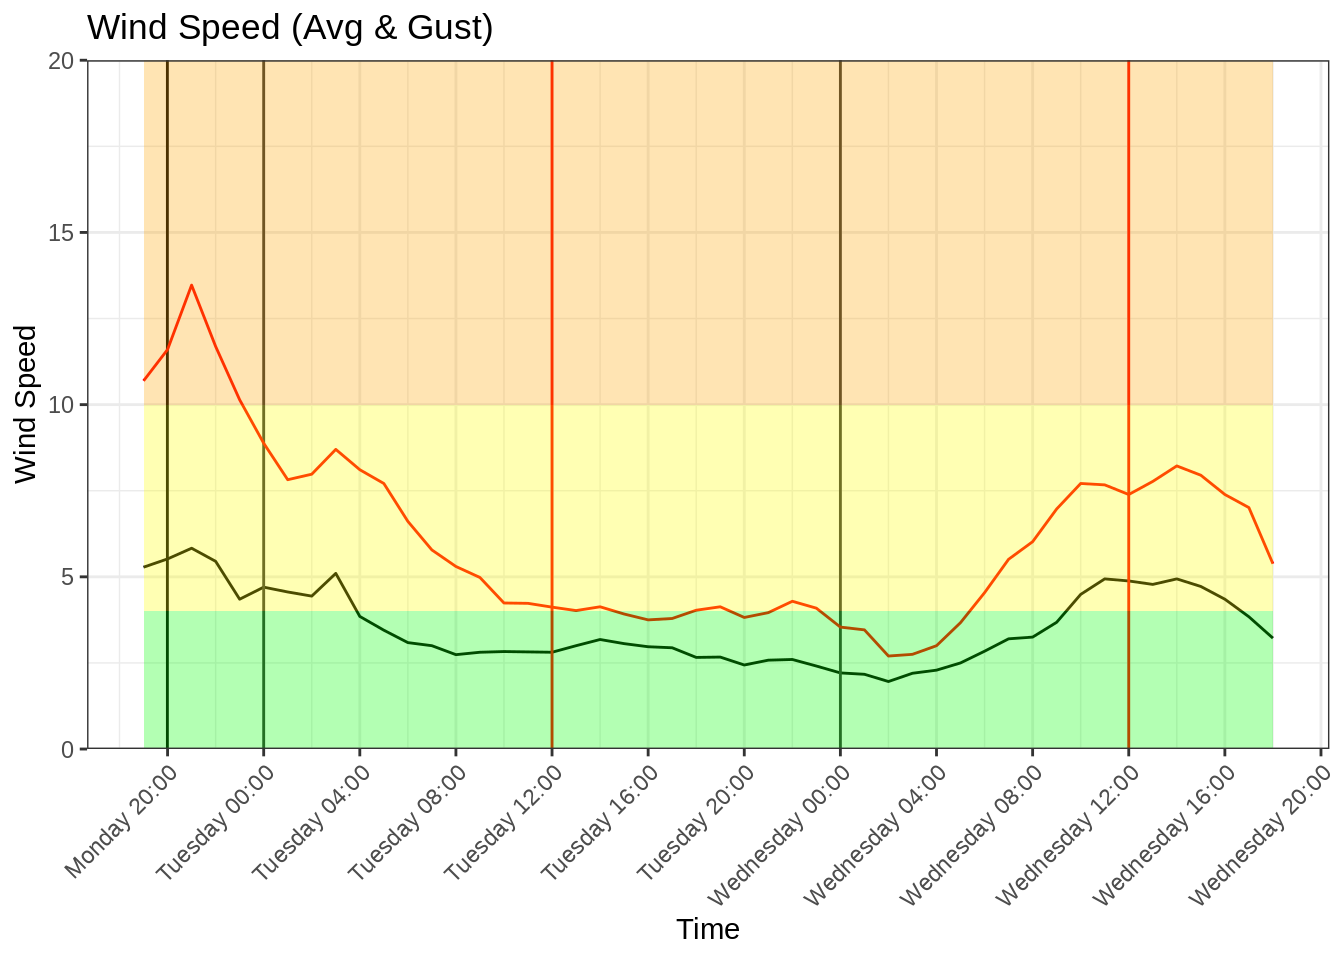 Wind Speed (Avg & Gust)
20
15
10
5
0
Wind Speed
Monday 20:00
Tuesday 00:00
Tuesday 04:00
Tuesday 08:00
Tuesday 12:00
Tuesday 16:00
Tuesday 20:00
Wednesday 00:00
Wednesday 04:00
Wednesday 08:00
Wednesday 12:00
Wednesday 16:00
Wednesday 20:00
Time